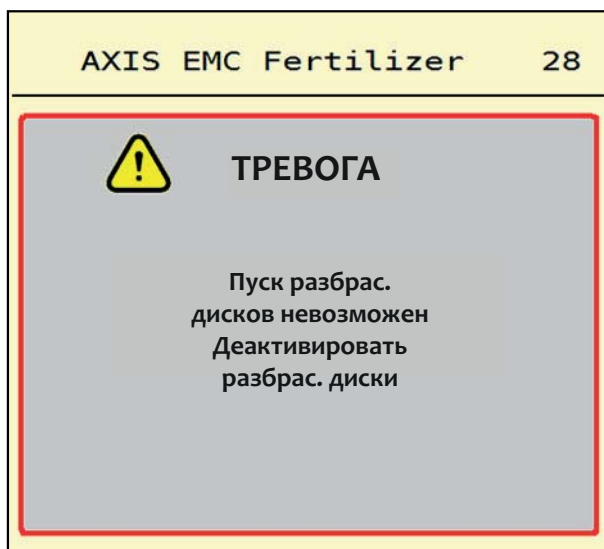 AXIS EMC Fertilizer 28
ТРЕВОГА
Пуск разбрас.
дисков невозможен
Деактивировать
разбрас. диски